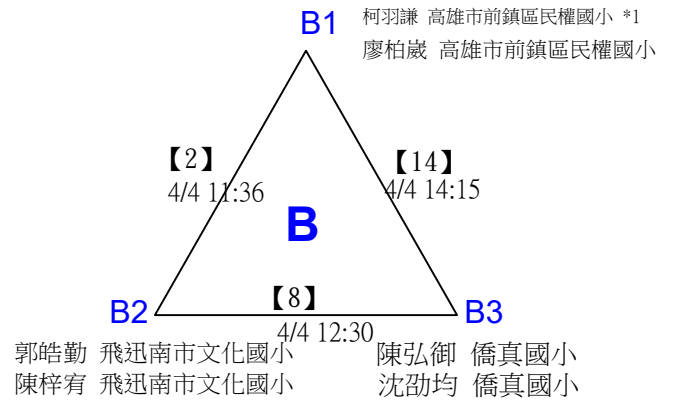 B1 柯羽謙 高雄市前鎮區民權國小 *1
廖柏崴 高雄市前鎮區民權國小
【2】
4/4 11:36
【14】
4/4 14:15
B
【8】
B2
B3
4/4 12:30
郭皓勤 飛迅南市文化國小
陳弘御 僑真國小
陳梓宥 飛迅南市文化國小
沈劭均 僑真國小